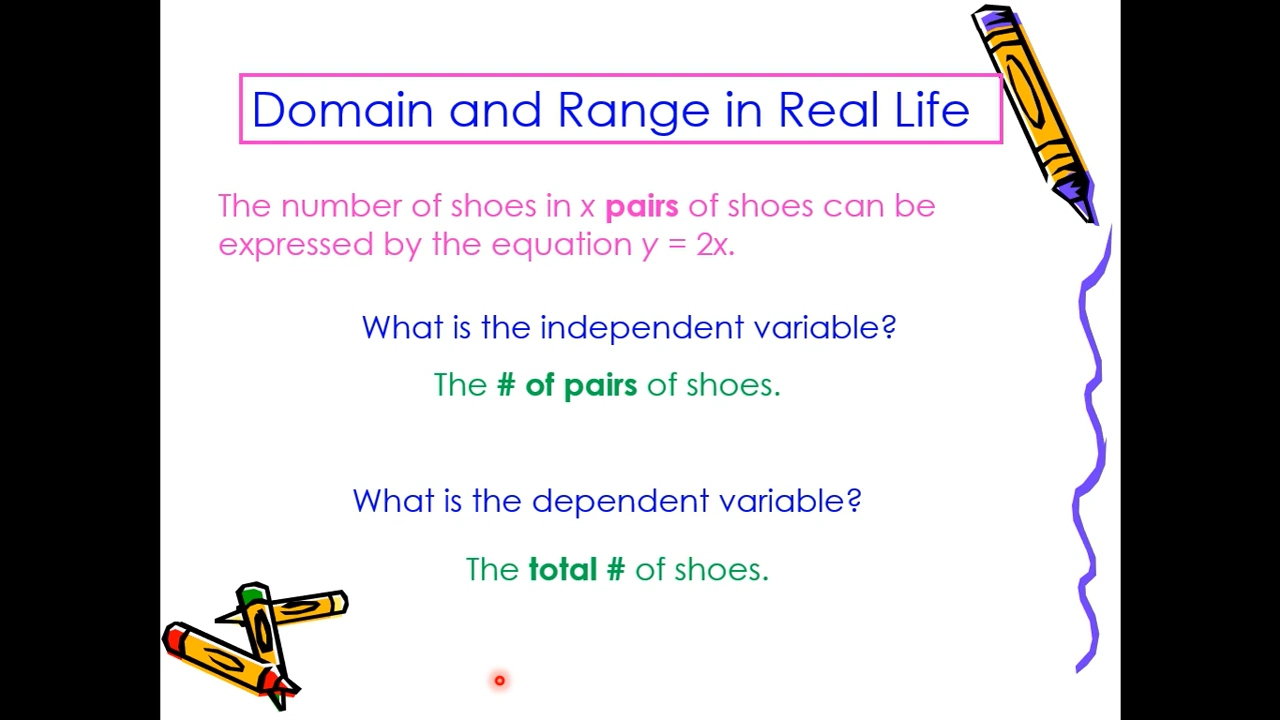 Domain and Range in Real Life
The number of shoes in x pairs of shoes can be
expressed by the equation y = 2x.
What is the independent variable?
The # of pairs of shoes.
What is the dependent variable?
The total # of shoes.